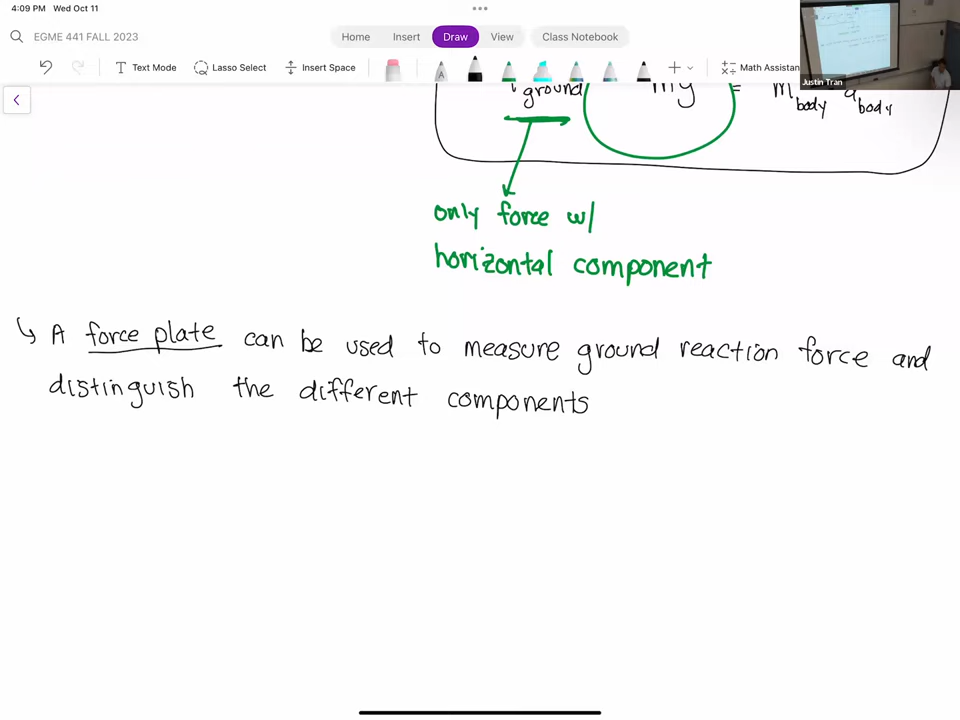 4:09 PM Wed Oct 11
EGME 441 FALL 2023
Home Insert Draw View Class Notebook
Text Mode Lasso Select Insert Space A Math Assistan
Justin Tran
ground mg = m body a body
only force w/
horizontal component
↳ A force plate can be used to measure ground reaction force and
distinguish the different components